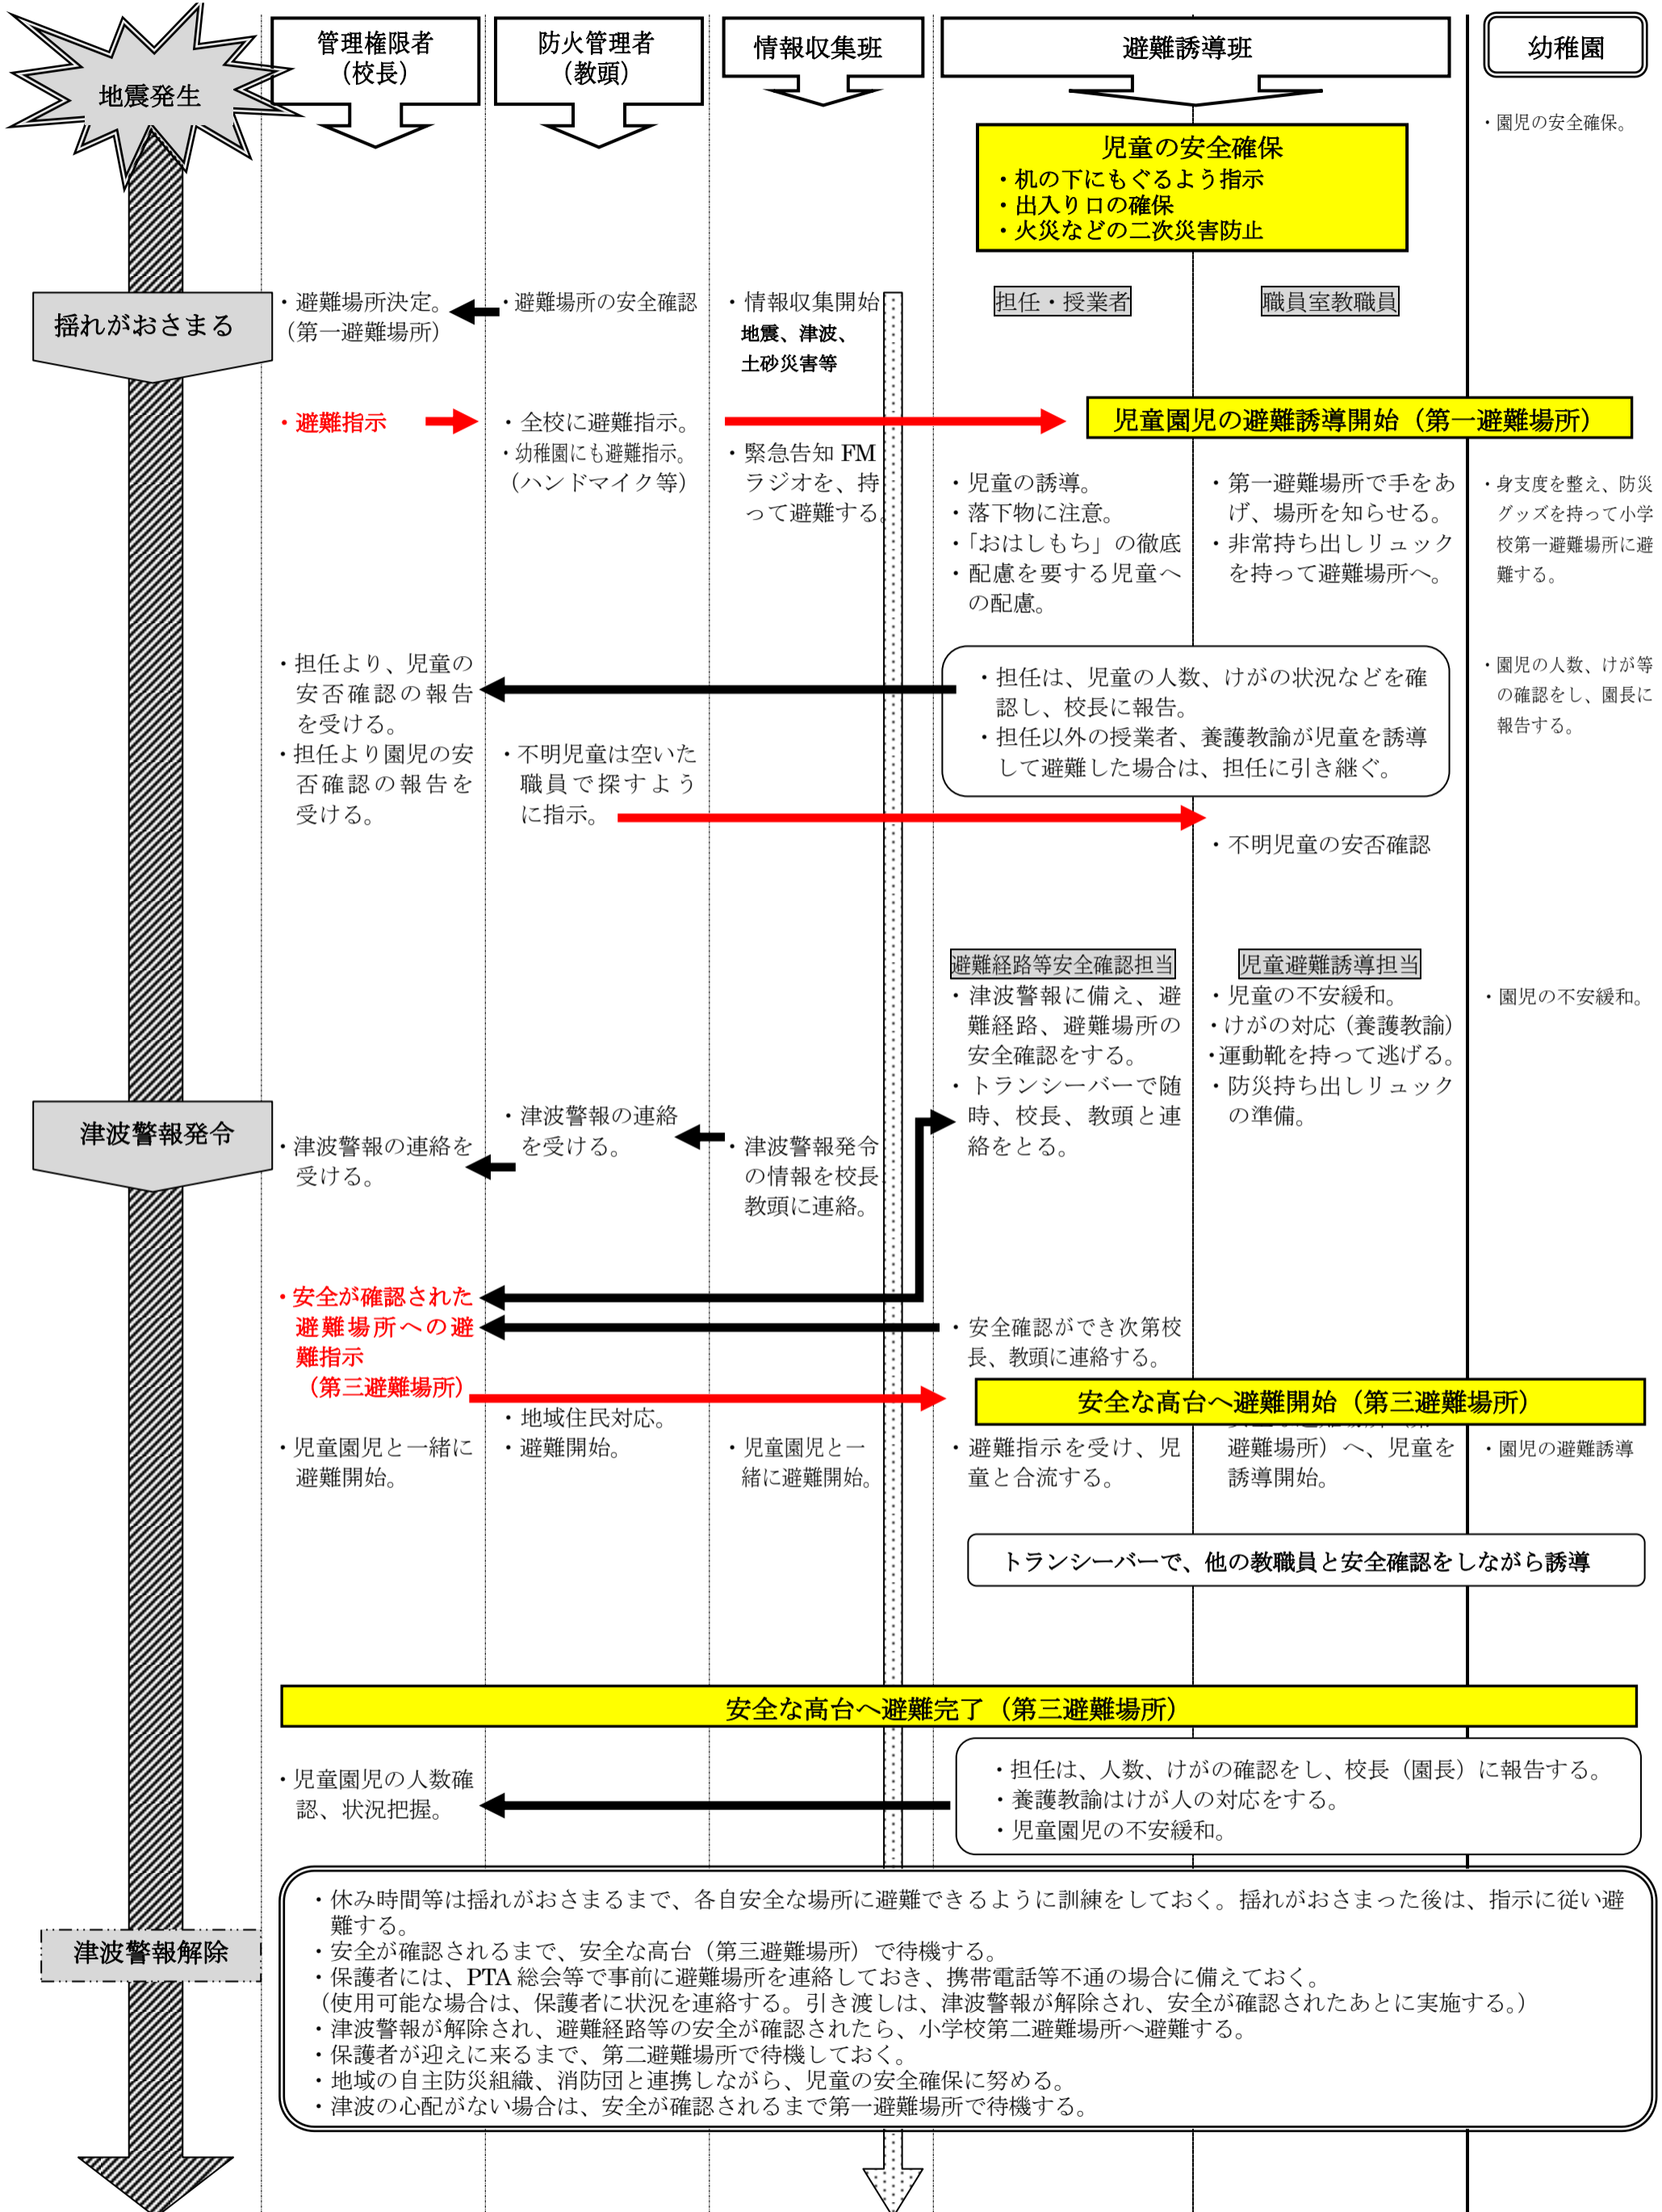 地震発生
管理権限者
（校長）
防火管理者
（教頭）
情報収集班
避難誘導班
幼稚園
・園児の安全確保。
児童の安全確保
・机の下にもぐるよう指示
・出入り口の確保
・火災などの二次災害防止
揺れがおさまる
・避難場所決定。
（第一避難場所）
・避難場所の安全確認
・情報収集開始
地震、津波、
土砂災害等
担任・授業者
職員室教職員
・避難指示
・全校に避難指示。
・幼稚園にも避難指示。
（ハンドマイク等）
・緊急告知 FM
ラジオを、持
って避難する。
児童園児の避難誘導開始（第一避難場所）
・児童の誘導。
・落下物に注意。
・「おはしもち」の徹底
・配慮を要する児童へ
の配慮。
・第一避難場所で手をあ
げ、場所を知らせる。
・非常持ち出しリュック
を持って避難場所へ。
・身支度を整え、防災
グッズを持って小学
校第一避難場所に避
難する。
・担任より、児童の
安否確認の報告
を受ける。
・担任より園児の安
否確認の報告を
受ける。
・不明児童は空いた
職員で探すよう
に指示。
・担任は、児童の人数、けがの状況などを確
認し、校長に報告。
・担任以外の授業者、養護教諭が児童を誘導
して避難した場合は、担任に引き継ぐ。
・園児の人数、けが等
の確認をし、園長に
報告する。
・不明児童の安否確認
避難経路等安全確認担当
・津波警報に備え、避
難経路、避難場所の
安全確認をする。
・トランシーバーで随
時、校長、教頭と連
絡をとる。
児童避難誘導担当
・児童の不安緩和。
・けがの対応（養護教諭）
・運動靴を持って逃げる。
・防災持ち出しリュック
の準備。
・園児の不安緩和。
津波警報発令
・津波警報の連絡を
受ける。
・津波警報の連絡
を受ける。
・津波警報発令
の情報を校長
教頭に連絡。
・安全が確認された
避難場所への避
難指示
（第三避難場所）
・安全確認ができ次第校
長、教頭に連絡する。
安全な高台へ避難開始（第三避難場所）
・児童園児と一緒に
避難開始。
・地域住民対応。
・避難開始。
・児童園児と一
緒に避難開始。
・避難指示を受け、児
童と合流する。
避難場所）へ、児童を
誘導開始。
・園児の避難誘導
トランシーバーで、他の教職員と安全確認をしながら誘導
安全な高台へ避難完了（第三避難場所）
・児童園児の人数確
認、状況把握。
・担任は、人数、けがの確認をし、校長（園長）に報告する。
・養護教諭はけが人の対応をする。
・児童園児の不安緩和。
津波警報解除
・休み時間等は揺れがおさまるまで、各自安全な場所に避難できるように訓練をしておく。揺れがおさまった後は、指示に従い避
難する。
・安全が確認されるまで、安全な高台（第三避難場所）で待機する。
・保護者には、PTA 総会等で事前に避難場所を連絡しておき、携帯電話等不通の場合に備えておく。
（使用可能な場合は、保護者に状況を連絡する。引き渡しは、津波警報が解除され、安全が確認されたあとに実施する。）
・津波警報が解除され、避難経路等の安全が確認されたら、小学校第二避難場所へ避難する。
・保護者が迎えに来るまで、第二避難場所で待機しておく。
・地域の自主防災組織、消防団と連携しながら、児童の安全確保に努める。
・津波の心配がない場合は、安全が確認されるまで第一避難場所で待機する。